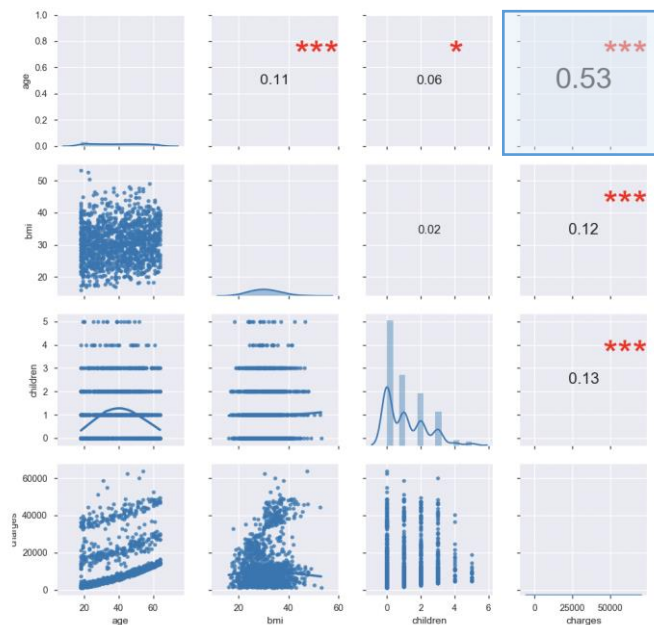 1.0
0.8
0.6
0.4
0.2
0.0
age
0.11
***
0.06
*
0.53
***
50
40
30
20
bmi
0.02
0.12
***
5
4
3
2
1
0
children
0.13
***
60000
40000
20000
0
charges
20 40 60
age
20 40 60
bmi
0 2 4 6
children
0 25000 50000
charges